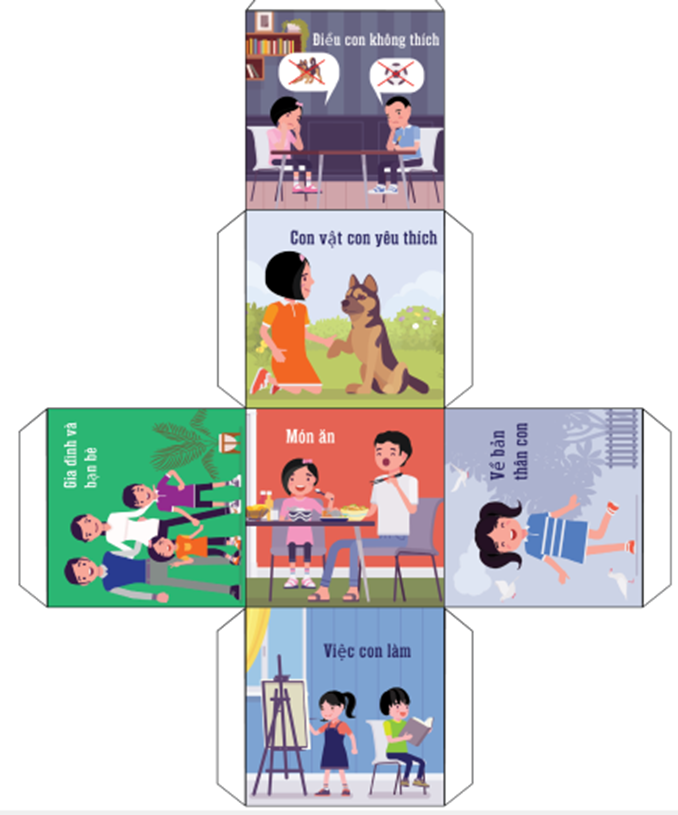 Điều con không thích
Con vật con yêu thích
Gia đình và
bạn bè
Món ăn
Về bản
thân con
Việc con làm